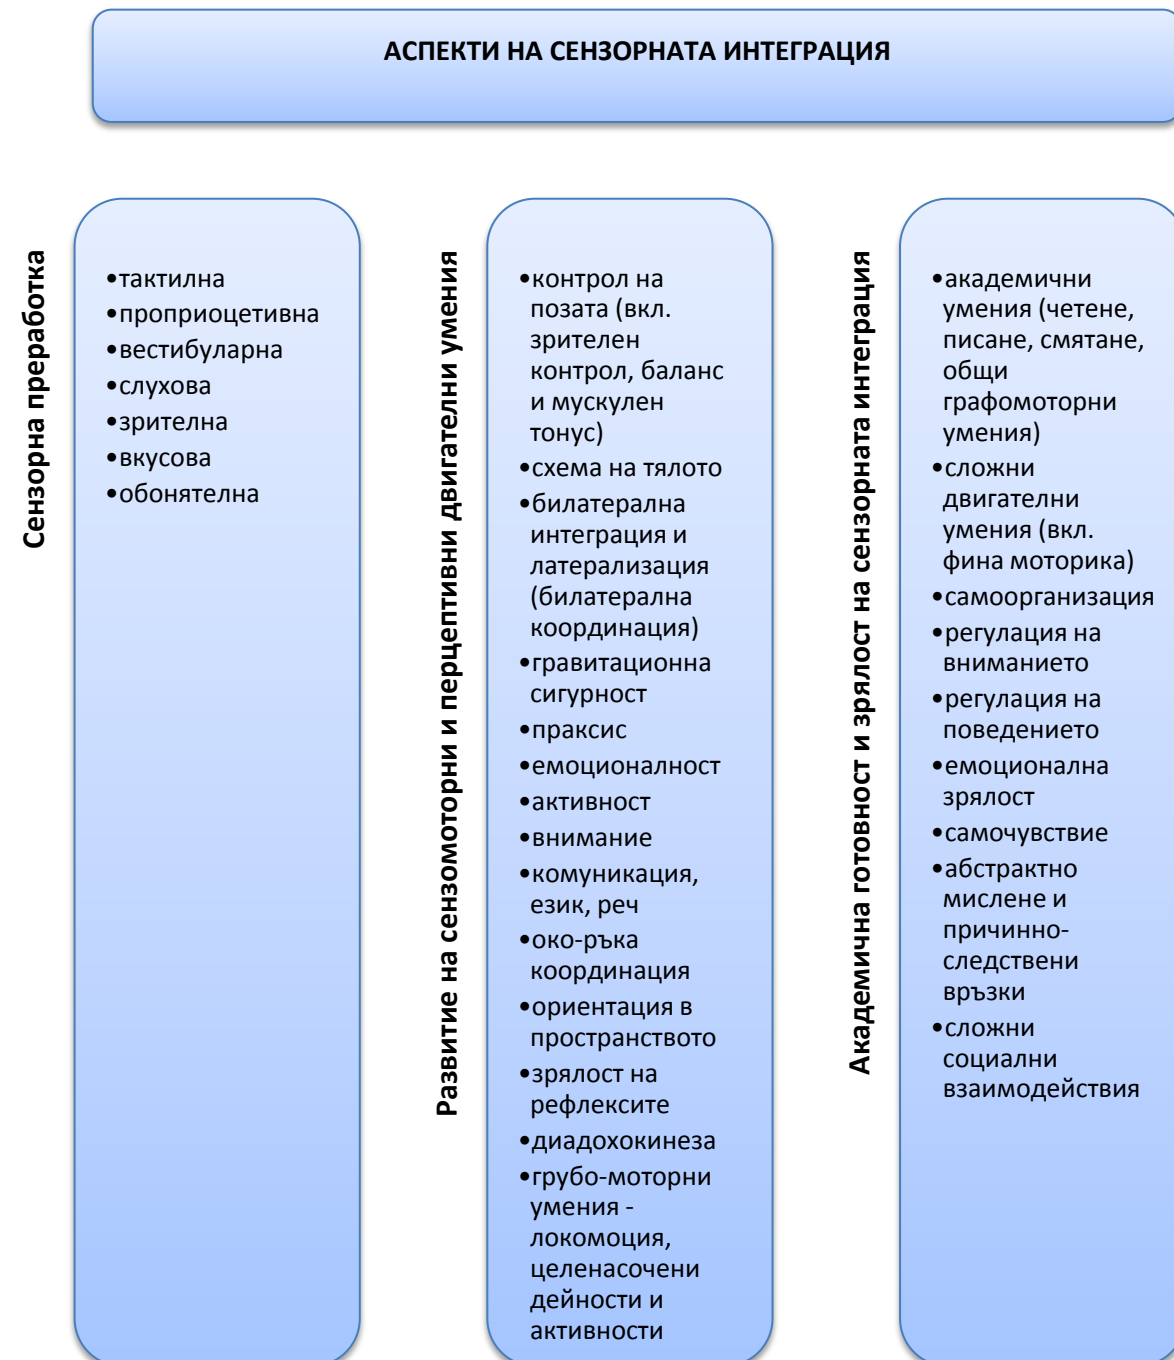 АСПЕКТИ НА СЕНЗОРНАТА ИНТЕГРАЦИЯ
Сензорна преработка
•тактилна
•проприоцетивна
•вестибуларна
•слухова
•зрителна
•вкусова
•обонятелна
Развитие на сензомоторни и перцептивни двигателни умения
•контрол на
позата (вкл.
зрителен
контрол, баланс
и мускулен
тонус)
•схема на тялото
•билатерална
интеграция и
латерализация
(билатерална
координация)
•гравитационна
сигурност
•праксис
•емоционалност
•активност
•внимание
•комуникация,
език, реч
•око-ръка
координация
•ориентация в
пространството
•зрялост на
рефлексите
•диадохокинеза
•грубо-моторни
умения -
локомоция,
целенасочени
дейности и
активности
Академична готовност и зрялост на сензорната интеграция
•академични
умения (четене,
писане, смятане,
общи
графомоторни
умения)
•сложни
двигателни
умения (вкл.
фина моторика)
•самоорганизация
•регулация на
вниманието
•регулация на
поведението
•емоционална
зрялост
•самочувствие
•абстрактно
мислене и
причинно-
следствени
връзки
•сложни
социални
взаимодействия